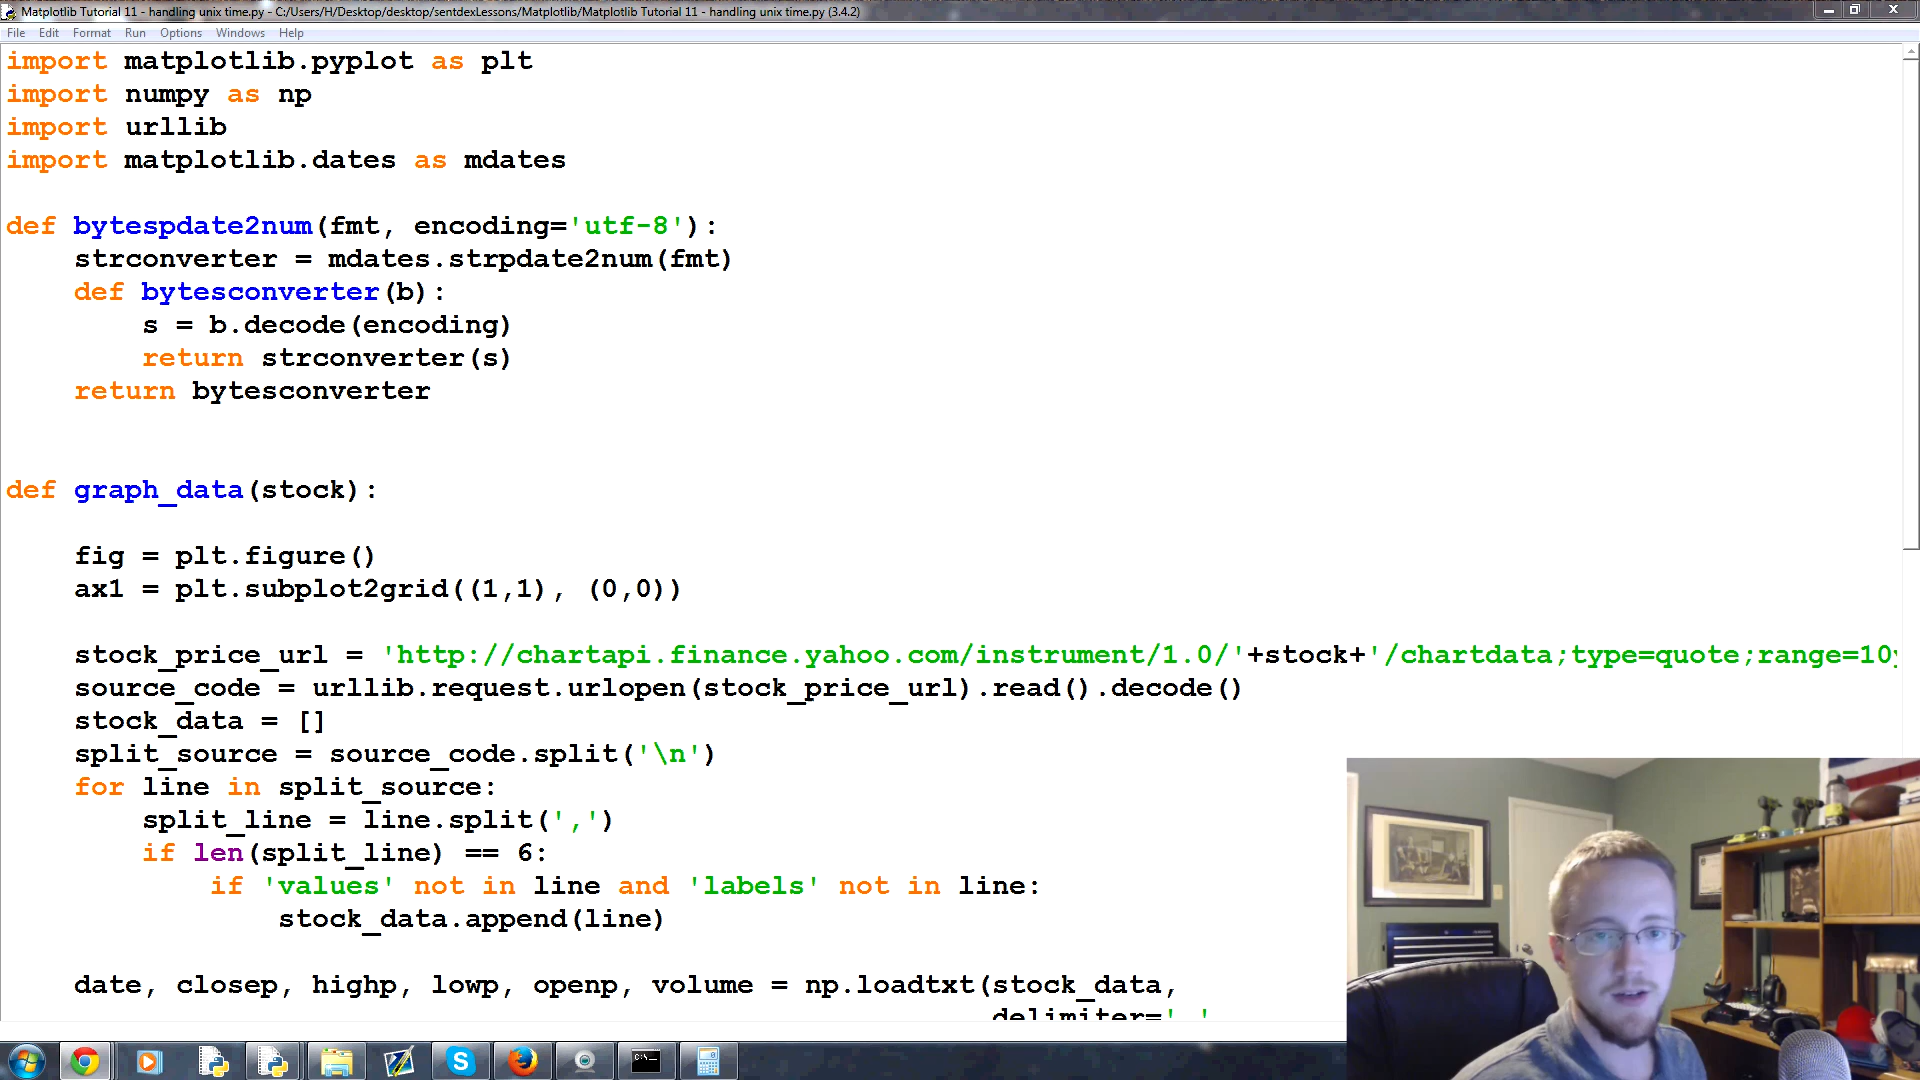 Matplotlib Tutorial 11 - handling unix time.py - C:/Users/H/Desktop/desktop/sentdexLessons/Matplotlib/Matplotlib Tutorial 11 - handling unix time.py (3.4.2)
File Edit Format Run Options Windows Help
import matplotlib.pyplot as plt
import numpy as np
import urllib
import matplotlib.dates as mdates
def bytespdate2num(fmt, encoding='utf-8'):
strconverter = mdates.strpdate2num(fmt)
def bytesconverter(b):
s = b.decode(encoding)
return strconverter(s)
return bytesconverter
def graph_data(stock):
fig = plt.figure()
ax1 = plt.subplot2grid((1,1), (0,0))
stock_price_url = 'http://chartapi.finance.yahoo.com/instrument/1.0/'+stock+'/chartdata;type=quote;range=10y
source_code = urllib.request.urlopen(stock_price_url).read().decode()
stock_data = []
split_source = source_code.split('\n')
for line in split_source:
split_line = line.split(',')
if len(split_line) == 6:
if 'values' not in line and 'labels' not in line:
stock_data.append(line)
date, closep, highp, lowp, openp, volume = np.loadtxt(stock_data,
delimiter=','